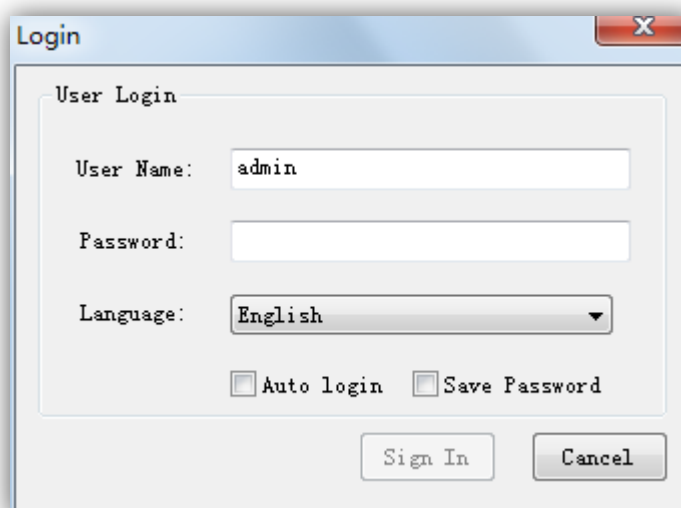 Login
User Login
User Name: admin
Password:
Language: English
Auto login Save Password
Sign In Cancel